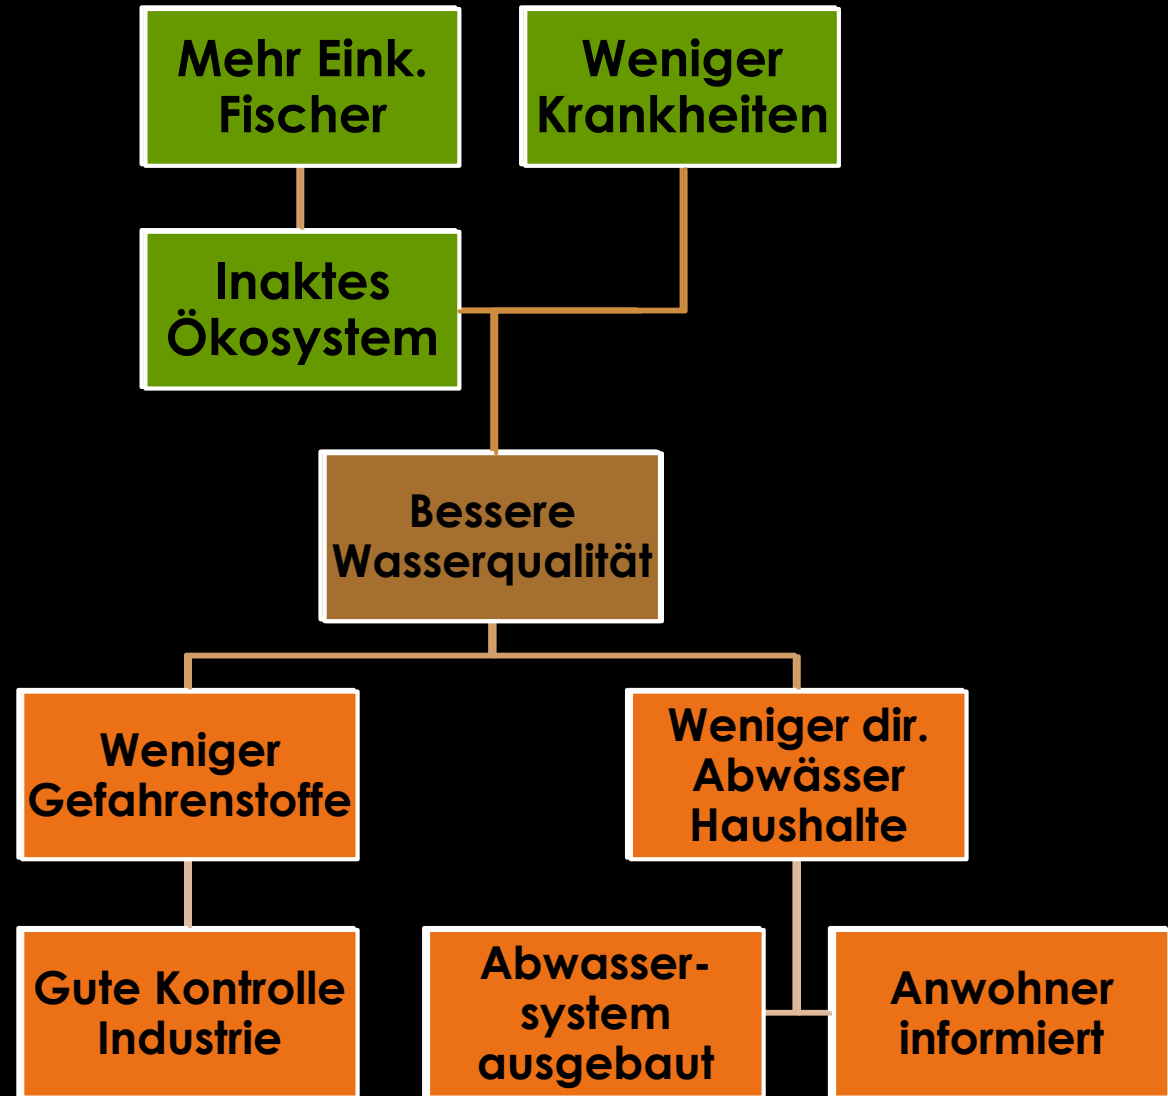 Mehr Eink.
Fischer
Weniger
Krankheiten
Inaktes
Ökosystem
Bessere
Wasserqualität
Weniger
Gefahrenstoffe
Weniger dir.
Abwässer
Haushalte
Gute Kontrolle
Industrie
Abwasser-
system
ausgebaut
Anwohner
informiert